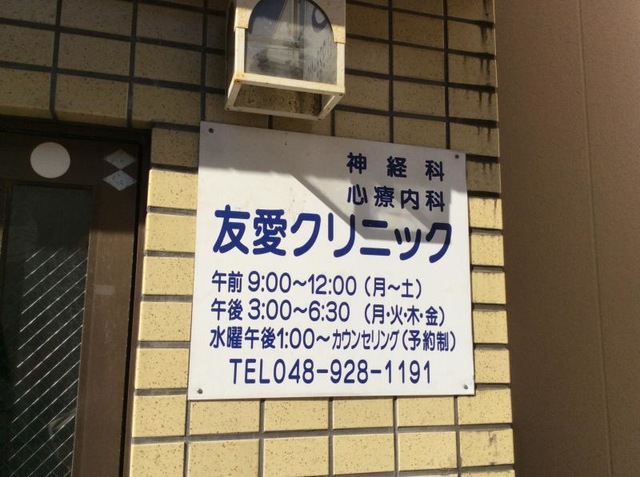 神経科
心療内科
友愛クリニック
午前9:00～12:00（月～土）
午後3:00～6:30（月・火・木・金）
水曜午後1:00～カウンセリング（予約制）
TEL048-928-1191